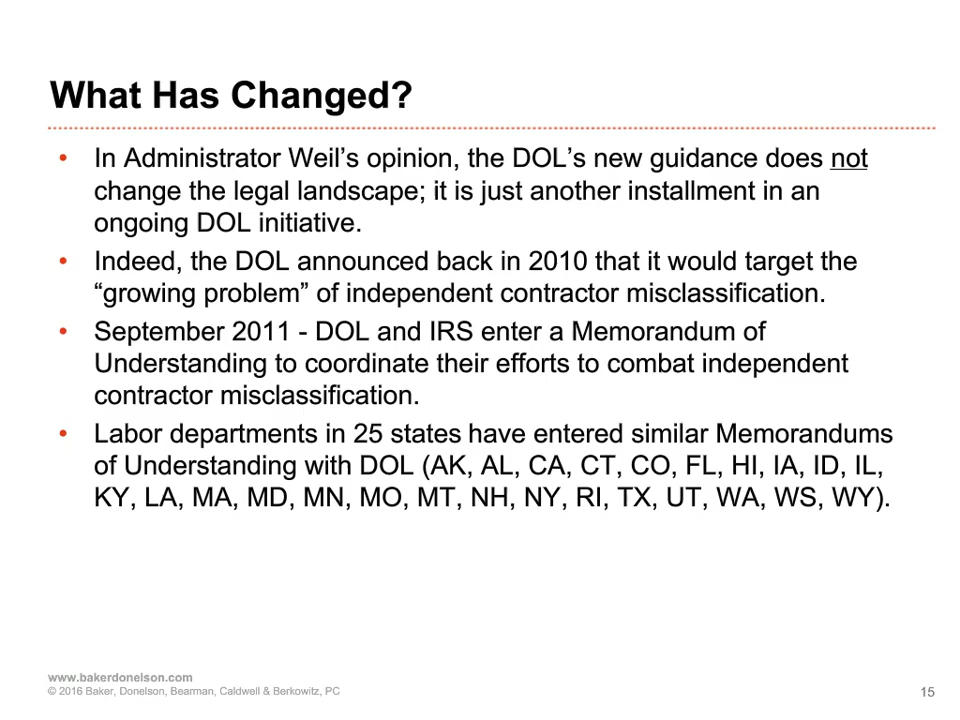 What Has Changed?
• In Administrator Weil’s opinion, the DOL’s new guidance does not
change the legal landscape; it is just another installment in an
ongoing DOL initiative.
• Indeed, the DOL announced back in 2010 that it would target the
“growing problem” of independent contractor misclassification.
• September 2011 - DOL and IRS enter a Memorandum of
Understanding to coordinate their efforts to combat independent
contractor misclassification.
• Labor departments in 25 states have entered similar Memorandums
of Understanding with DOL (AK, AL, CA, CT, CO, FL, HI, IA, ID, IL,
KY, LA, MA, MD, MN, MO, MT, NH, NY, RI, TX, UT, WA, WS, WY).
www.bakerdonelson.com
© 2016 Baker, Donelson, Bearman, Caldwell & Berkowitz, PC
15